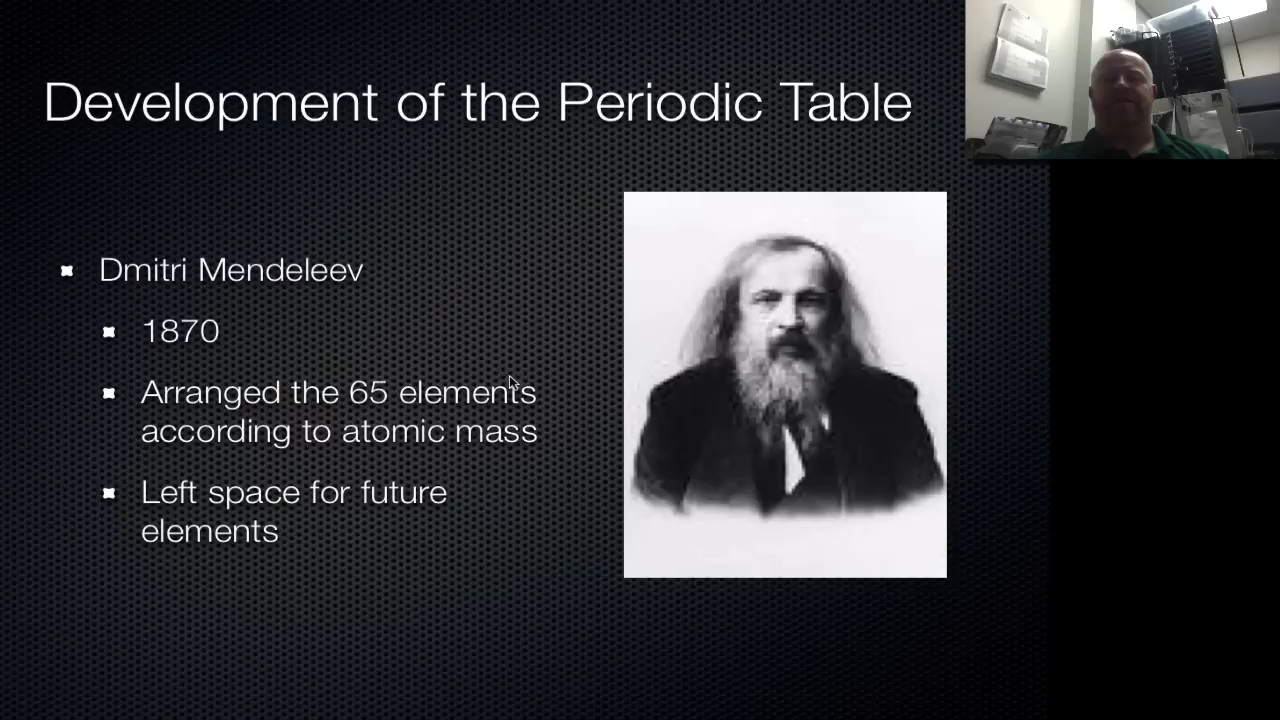 Development of the Periodic Table
Dmitri Mendeleev
1870
Arranged the 65 elements
according to atomic mass
Left space for future
elements